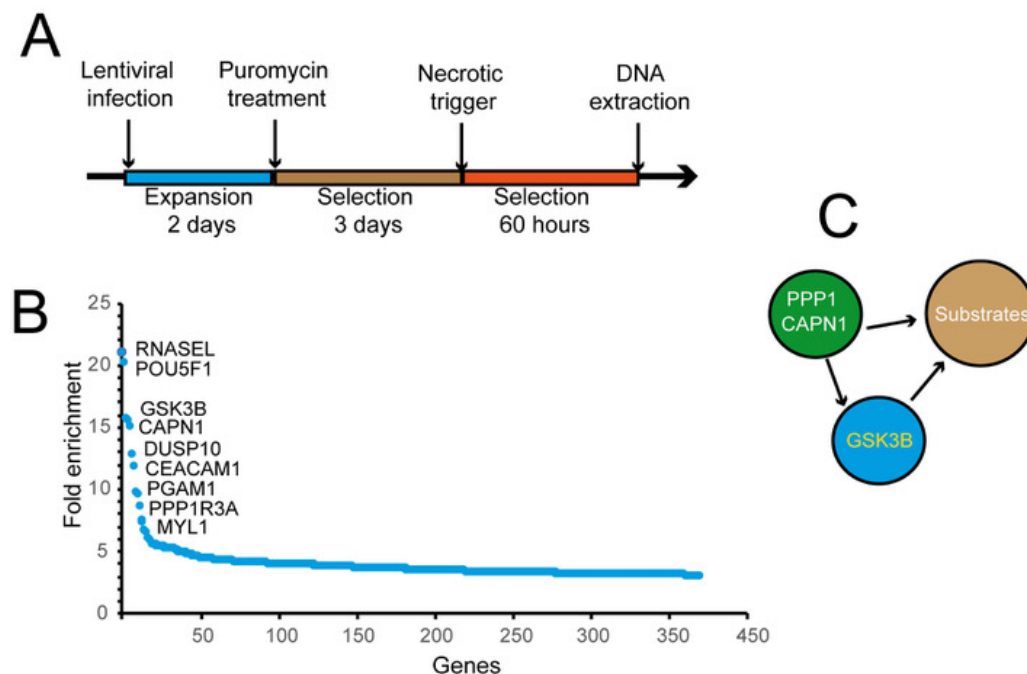 A
Lentiviral
infection
Puromycin
treatment
Necrotic
trigger
DNA
extraction
Expansion
2 days
Selection
3 days
Selection
60 hours
B
Fold enrichment
25
20
15
10
5
0
RNASEL
POU5F1
GSK3B
CAPN1
DUSP10
CEACAM1
PGAM1
PPP1R3A
MYL1
50
100
150
200
250
300
350
400
450
Genes
C
PPP1
CAPN1
Substrates
GSK3B